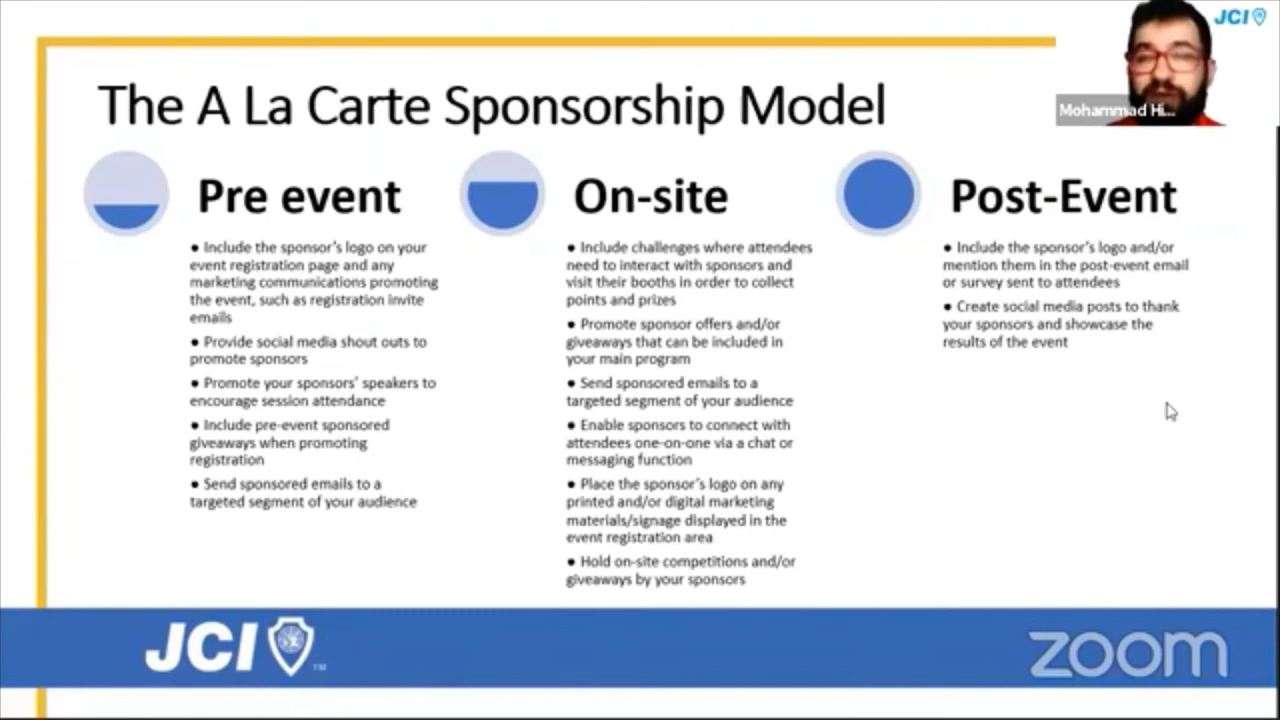 JCI
Mohammad Hi...
The A La Carte Sponsorship Model
Pre event
● Include the sponsor's logo on your
event registration page and any
marketing communications promoting
the event, such as registration invite
emails
● Provide social media shout outs to
promote sponsors
● Promote your sponsors' speakers to
encourage session attendance
● Include pre-event sponsored
giveaways when promoting
registration
● Send sponsored emails to a
targeted segment of your audience
On-site
● Include challenges where attendees
need to interact with sponsors and
visit their booths in order to collect
points and prizes
● Promote sponsor offers and/or
giveaways that can be included in
your main program
● Send sponsored emails to a
targeted segment of your audience
● Enable sponsors to connect with
attendees one-on-one via a chat or
messaging function
● Place the sponsor's logo on any
printed and/or digital marketing
materials/signage displayed in the
event registration area
● Hold on-site competitions and/or
giveaways by your sponsors
Post-Event
● Include the sponsor's logo and/or
mention them in the post-event email
or survey sent to attendees
● Create social media posts to thank
your sponsors and showcase the
results of the event
JCI ™
zoom